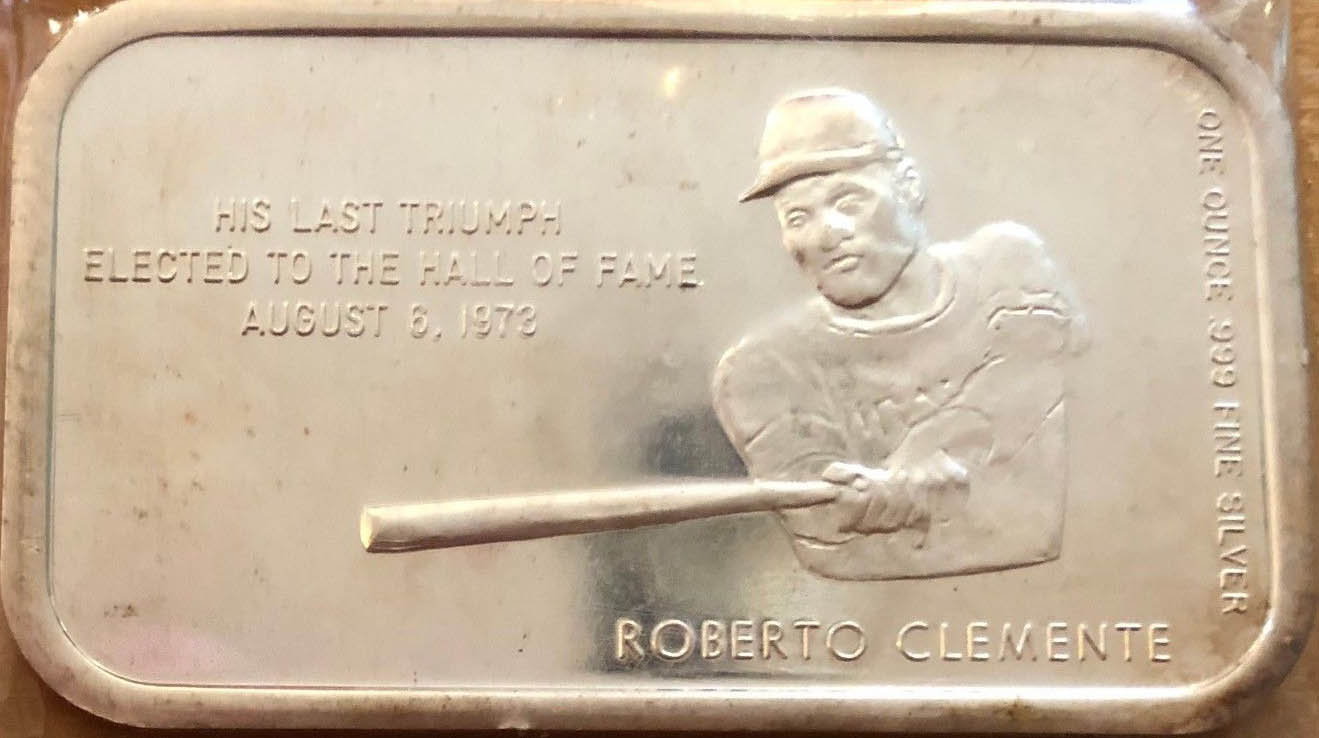 HIS LAST TRIUMPH
ELECTED TO THE HALL OF FAME.
AUGUST 6, 1973
ONE OUNCE .999 FINE SILVER
ROBERTO CLEMENTE